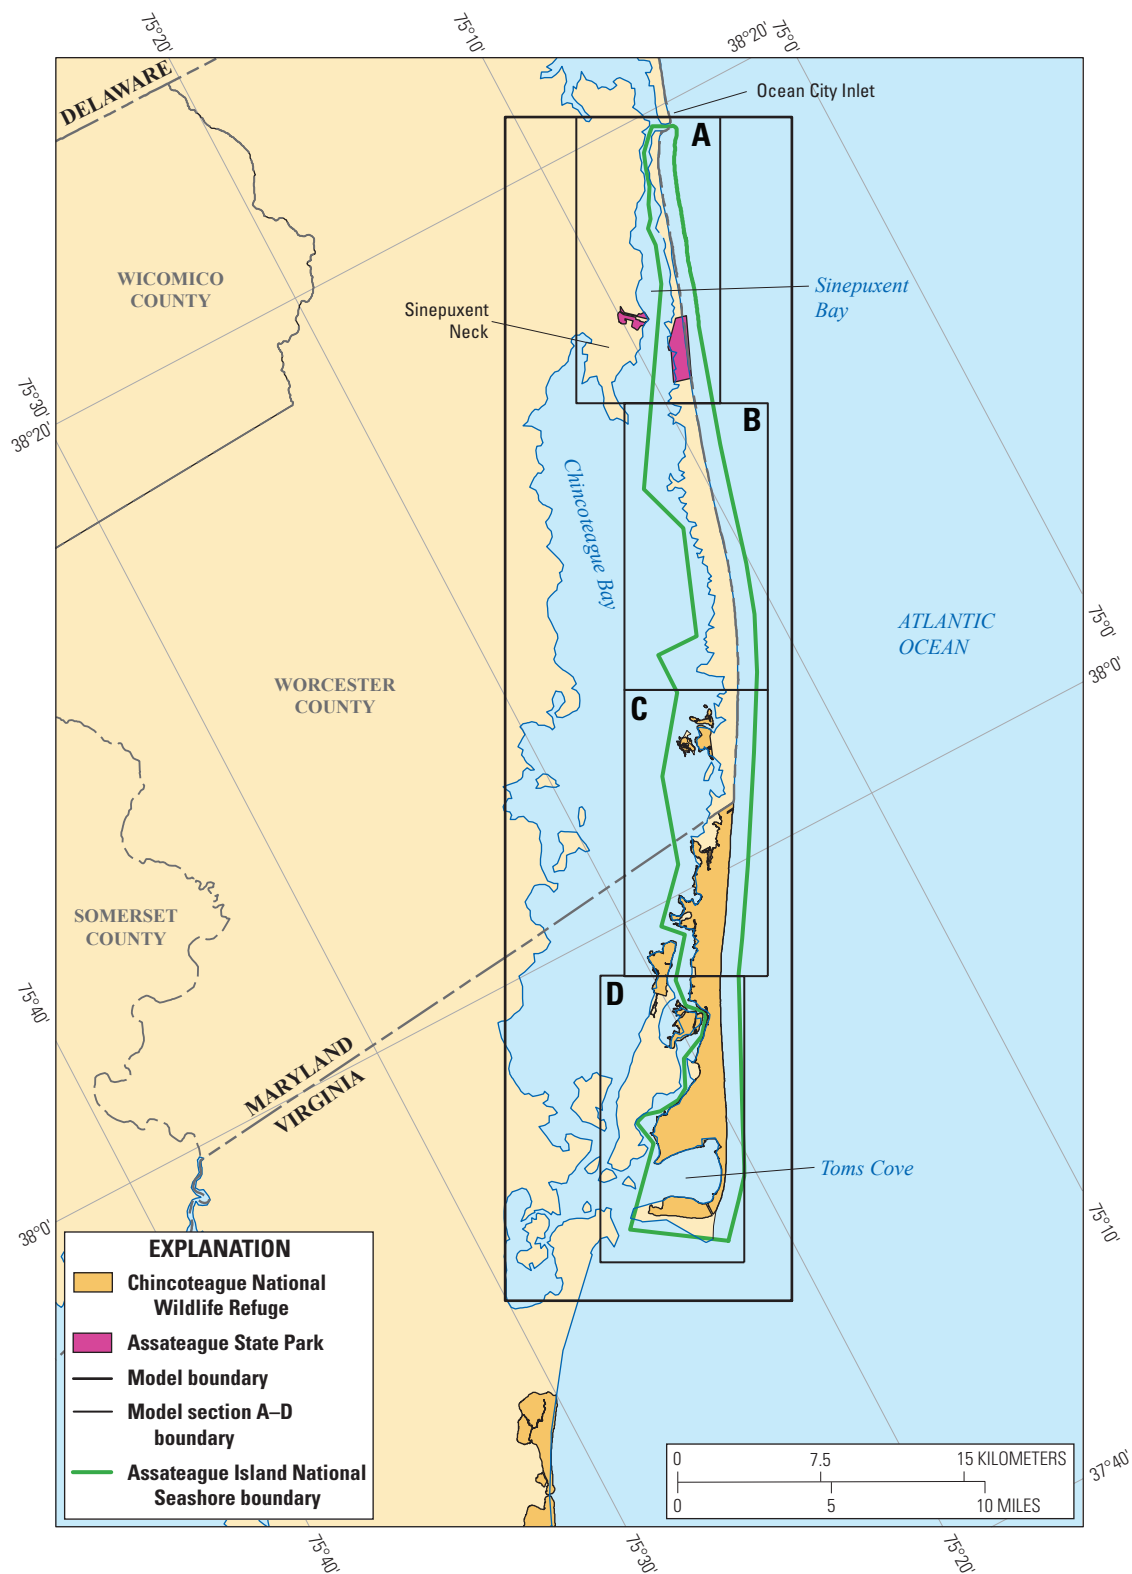 75°20'
75°10'
38°20'
75°0'
DELAWARE
Ocean City Inlet
A
WICOMICO
COUNTY
Sinepuxent
Bay
Sinepuxent
Neck
75°30'
38°20'
B
Chincoteague Bay
ATLANTIC
OCEAN
75°0'
38°0'
WORCESTER
COUNTY
C
SOMERSET
COUNTY
75°40'
D
MARYLAND
VIRGINIA
Toms Cove
38°0'
75°10'
EXPLANATION
Chincoteague National
Wildlife Refuge
Assateague State Park
Model boundary
Model section A–D
boundary
Assateague Island National
Seashore boundary
0 7.5 15 KILOMETERS
0 5 10 MILES
37°40'
75°40'
75°30'
75°20'